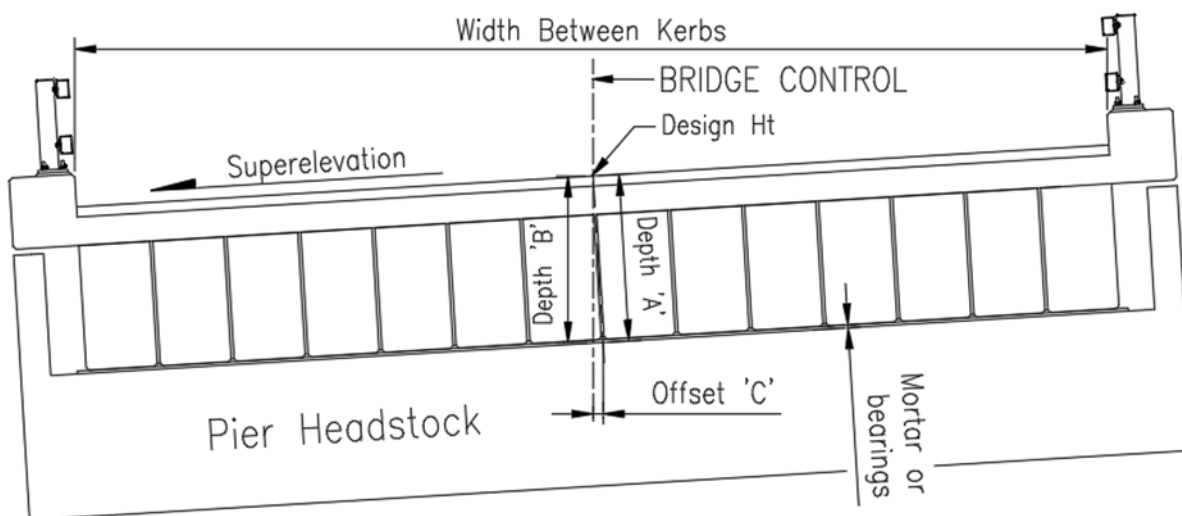 Width Between Kerbs
BRIDGE CONTROL
Design Ht
Superelevation
Depth 'B'
Depth 'A'
Offset 'C'
Mortar or
bearings
Pier Headstock